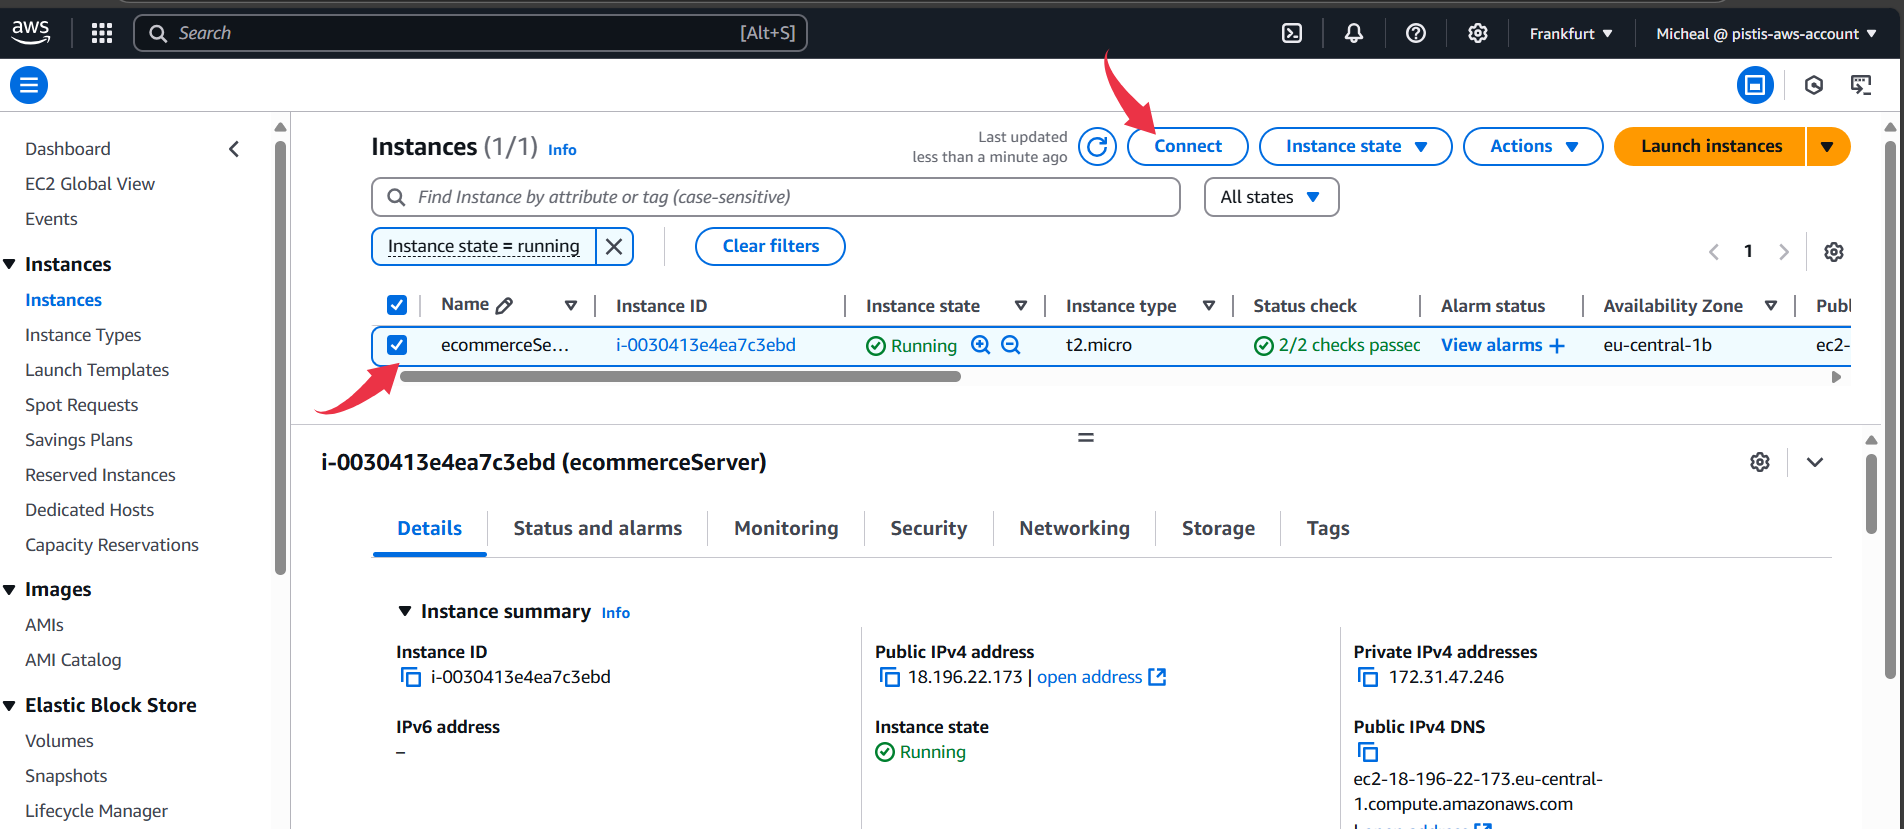 aws
Search [Alt+S]
Frankfurt
Micheal @ pistis-aws-account
Dashboard
EC2 Global View
Events
Instances
Instances
Instance Types
Launch Templates
Spot Requests
Savings Plans
Reserved Instances
Dedicated Hosts
Capacity Reservations
Images
AMIs
AMI Catalog
Elastic Block Store
Volumes
Snapshots
Lifecycle Manager
Instances (1/1) Info
Last updated
less than a minute ago
Connect
Instance state
Actions
Launch instances
Find Instance by attribute or tag (case-sensitive)
All states
Instance state = running
Clear filters
1
Name Instance ID Instance state Instance type Status check Alarm status Availability Zone Publ
ecommerceSe... i-0030413e4ea7c3ebd Running t2.micro 2/2 checks passed View alarms + eu-central-1b ec2-
i-0030413e4ea7c3ebd (ecommerceServer)
Details Status and alarms Monitoring Security Networking Storage Tags
Instance summary Info
Instance ID
i-0030413e4ea7c3ebd
IPv6 address
–
Public IPv4 address
18.196.22.173 | open address
Instance state
Running
Private IPv4 addresses
172.31.47.246
Public IPv4 DNS
ec2-18-196-22-173.eu-central-
1.compute.amazonaws.com
| open address